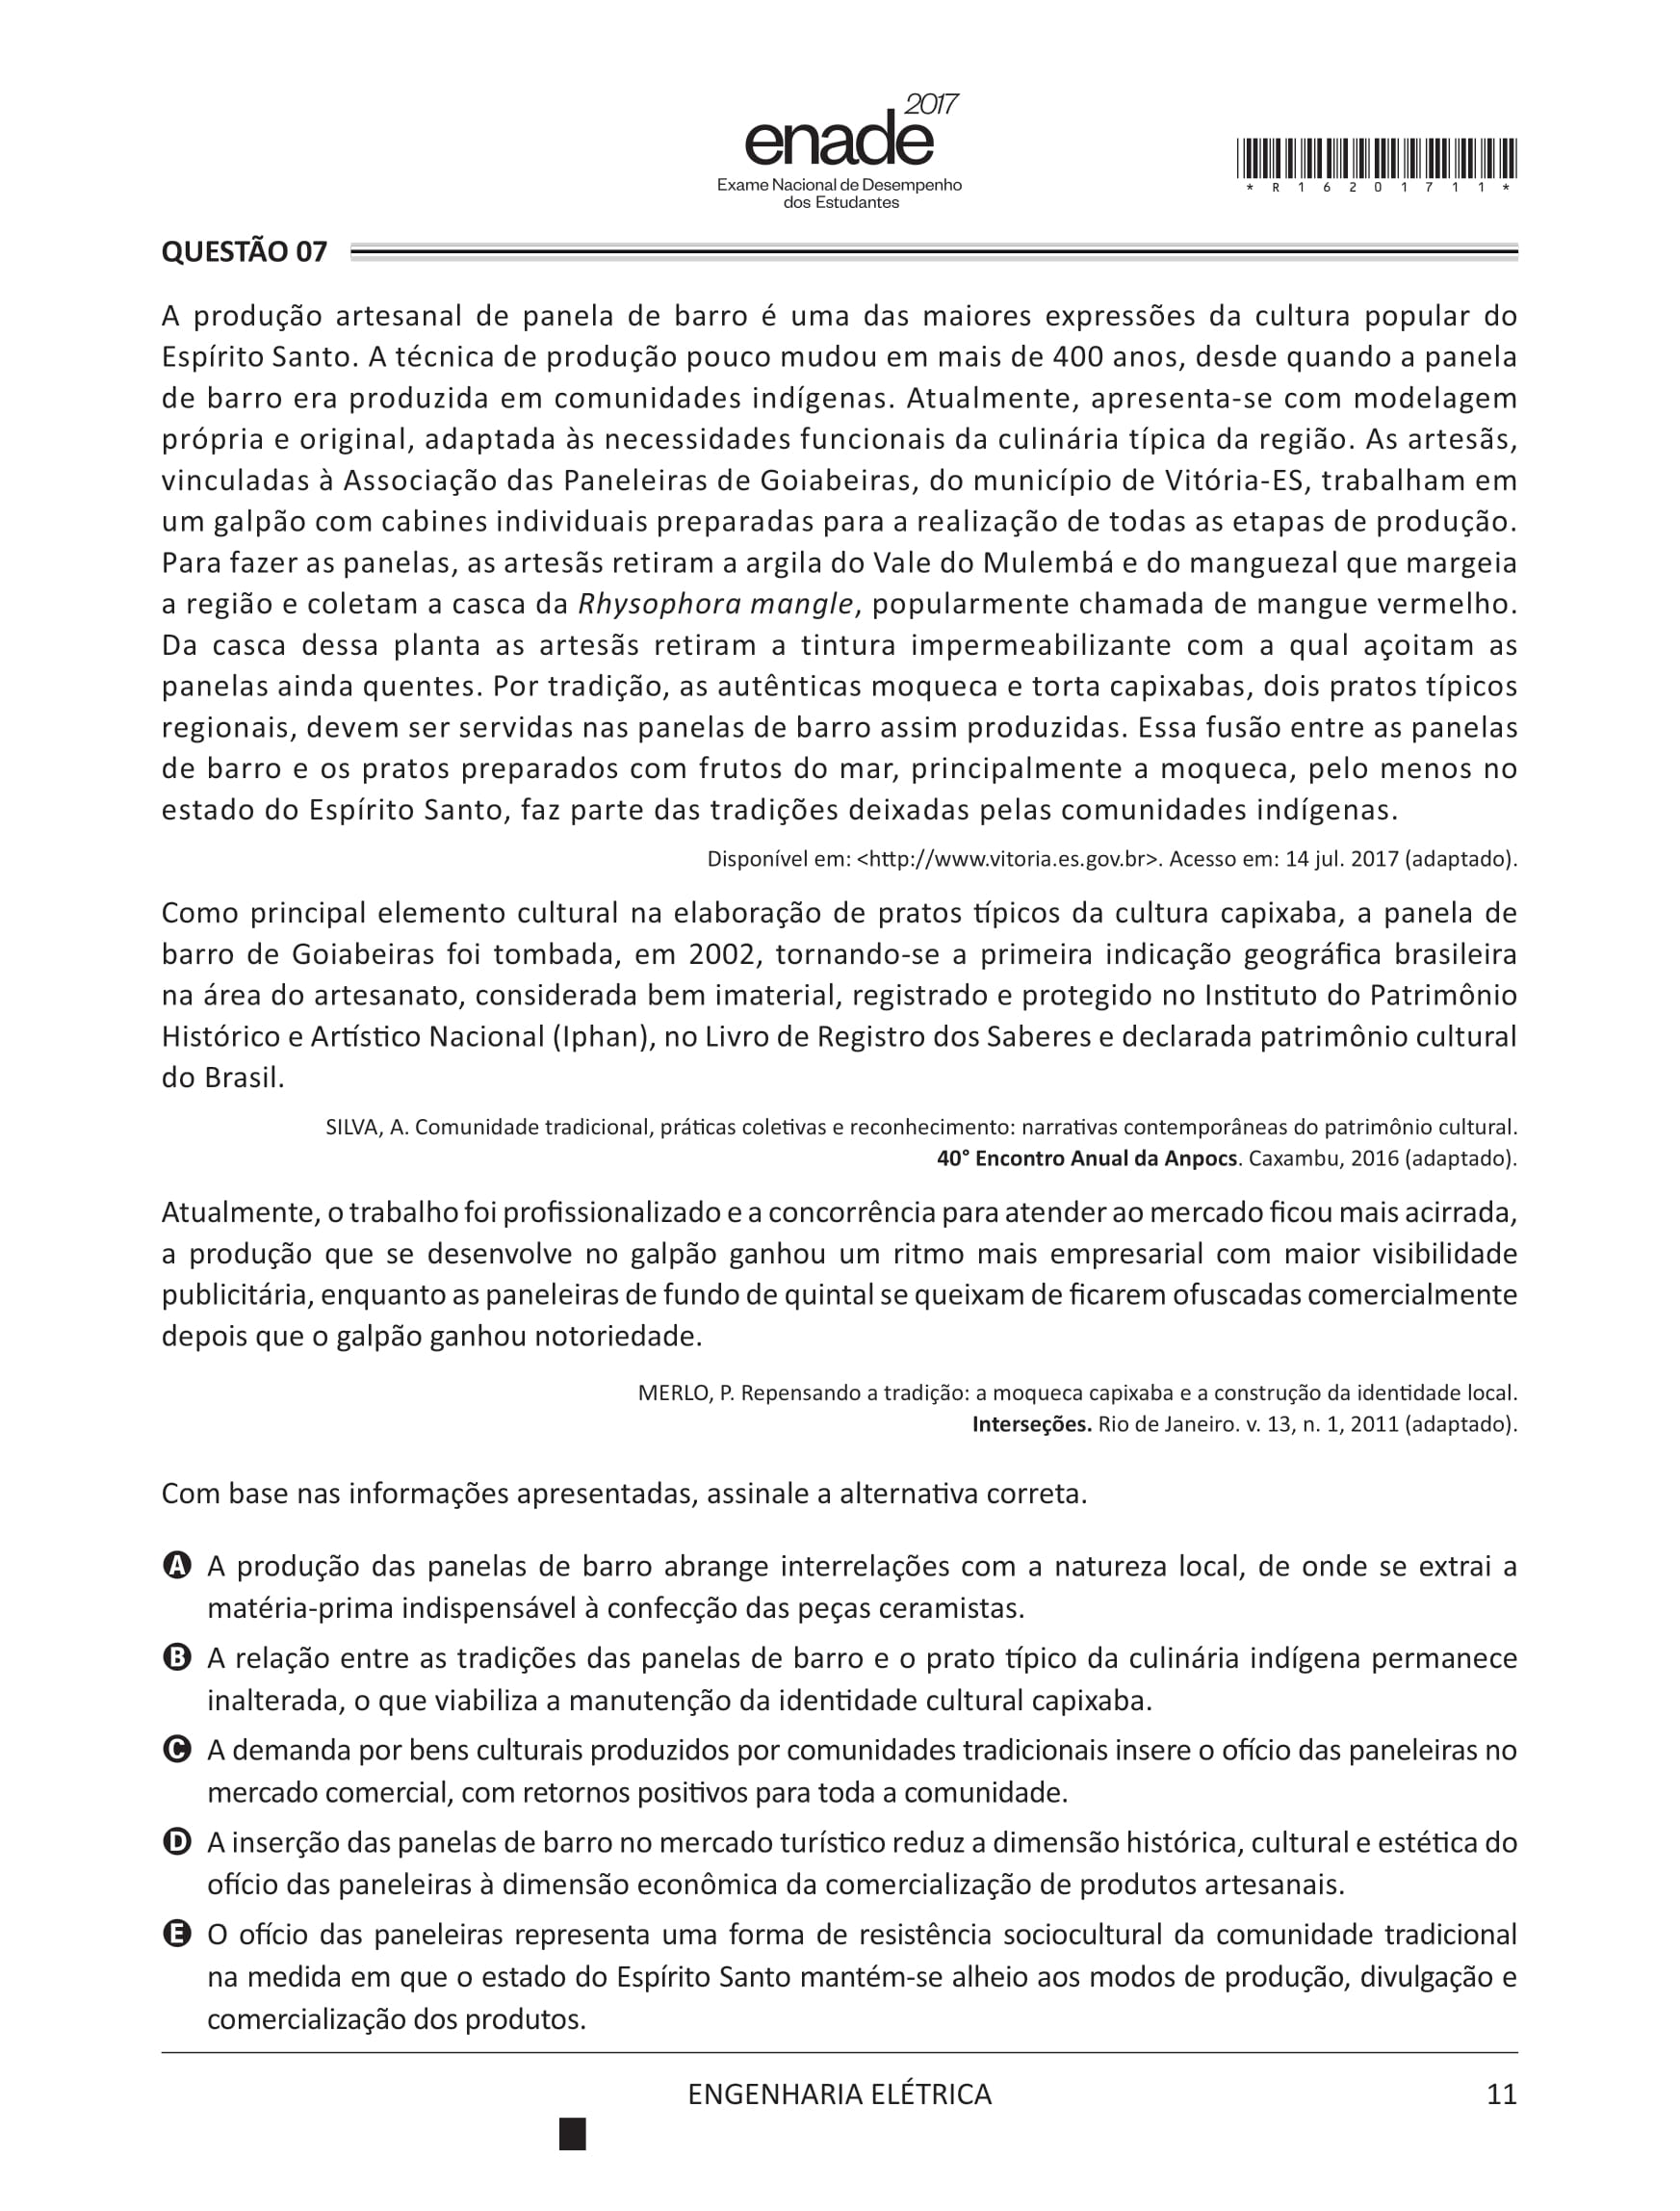 2017
enade
Exame Nacional de Desempenho
dos Estudantes
* R 1 6 2 0 1 7 1 1 *
QUESTÃO 07
A produção artesanal de panela de barro é uma das maiores expressões da cultura popular do
Espírito Santo. A técnica de produção pouco mudou em mais de 400 anos, desde quando a panela
de barro era produzida em comunidades indígenas. Atualmente, apresenta-se com modelagem
própria e original, adaptada às necessidades funcionais da culinária típica da região. As artesãs,
vinculadas à Associação das Paneleiras de Goiabeiras, do município de Vitória-ES, trabalham em
um galpão com cabines individuais preparadas para a realização de todas as etapas de produção.
Para fazer as panelas, as artesãs retiram a argila do Vale do Mulembá e do manguezal que margeia
a região e coletam a casca da Rhysophora mangle, popularmente chamada de mangue vermelho.
Da casca dessa planta as artesãs retiram a tintura impermeabilizante com a qual açoitam as
panelas ainda quentes. Por tradição, as autênticas moqueca e torta capixabas, dois pratos típicos
regionais, devem ser servidas nas panelas de barro assim produzidas. Essa fusão entre as panelas
de barro e os pratos preparados com frutos do mar, principalmente a moqueca, pelo menos no
estado do Espírito Santo, faz parte das tradições deixadas pelas comunidades indígenas.
Disponível em: <http://www.vitoria.es.gov.br>. Acesso em: 14 jul. 2017 (adaptado).
Como principal elemento cultural na elaboração de pratos típicos da cultura capixaba, a panela de
barro de Goiabeiras foi tombada, em 2002, tornando-se a primeira indicação geográfica brasileira
na área do artesanato, considerada bem imaterial, registrado e protegido no Instituto do Patrimônio
Histórico e Artístico Nacional (Iphan), no Livro de Registro dos Saberes e declarada patrimônio cultural
do Brasil.
SILVA, A. Comunidade tradicional, práticas coletivas e reconhecimento: narrativas contemporâneas do patrimônio cultural.
40° Encontro Anual da Anpocs. Caxambu, 2016 (adaptado).
Atualmente, o trabalho foi profissionalizado e a concorrência para atender ao mercado ficou mais acirrada,
a produção que se desenvolve no galpão ganhou um ritmo mais empresarial com maior visibilidade
publicitária, enquanto as paneleiras de fundo de quintal se queixam de ficarem ofuscadas comercialmente
depois que o galpão ganhou notoriedade.
MERLO, P. Repensando a tradição: a moqueca capixaba e a construção da identidade local.
Interseções. Rio de Janeiro. v. 13, n. 1, 2011 (adaptado).
Com base nas informações apresentadas, assinale a alternativa correta.
A A produção das panelas de barro abrange interrelações com a natureza local, de onde se extrai a
matéria-prima indispensável à confecção das peças ceramistas.
B A relação entre as tradições das panelas de barro e o prato típico da culinária indígena permanece
inalterada, o que viabiliza a manutenção da identidade cultural capixaba.
C A demanda por bens culturais produzidos por comunidades tradicionais insere o ofício das paneleiras no
mercado comercial, com retornos positivos para toda a comunidade.
D A inserção das panelas de barro no mercado turístico reduz a dimensão histórica, cultural e estética do
ofício das paneleiras à dimensão econômica da comercialização de produtos artesanais.
E O ofício das paneleiras representa uma forma de resistência sociocultural da comunidade tradicional
na medida em que o estado do Espírito Santo mantém-se alheio aos modos de produção, divulgação e
comercialização dos produtos.
ENGENHARIA ELÉTRICA
11